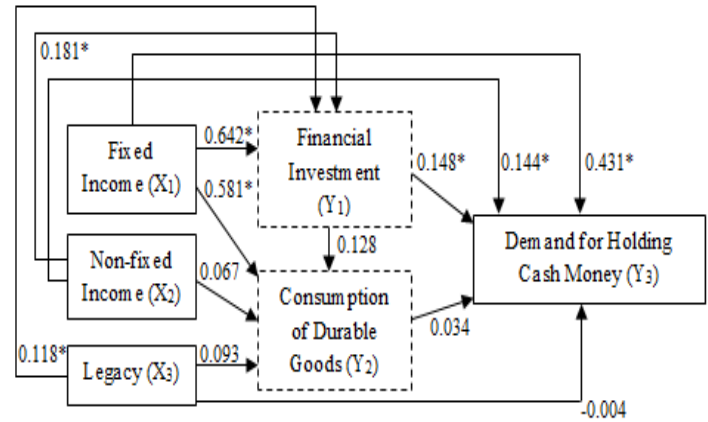 0.181*
Fixed
Income (X1)
0.642*
0.581*
Financial
Investment
(Y1)
0.148*
0.144*
0.431*
Non-fixed
Income (X2)
0.067
0.128
Demand for Holding
Cash Money (Y3)
Consumption
of Durable
Goods (Y2)
0.034
0.118*
Legacy (X3)
0.093
-0.004